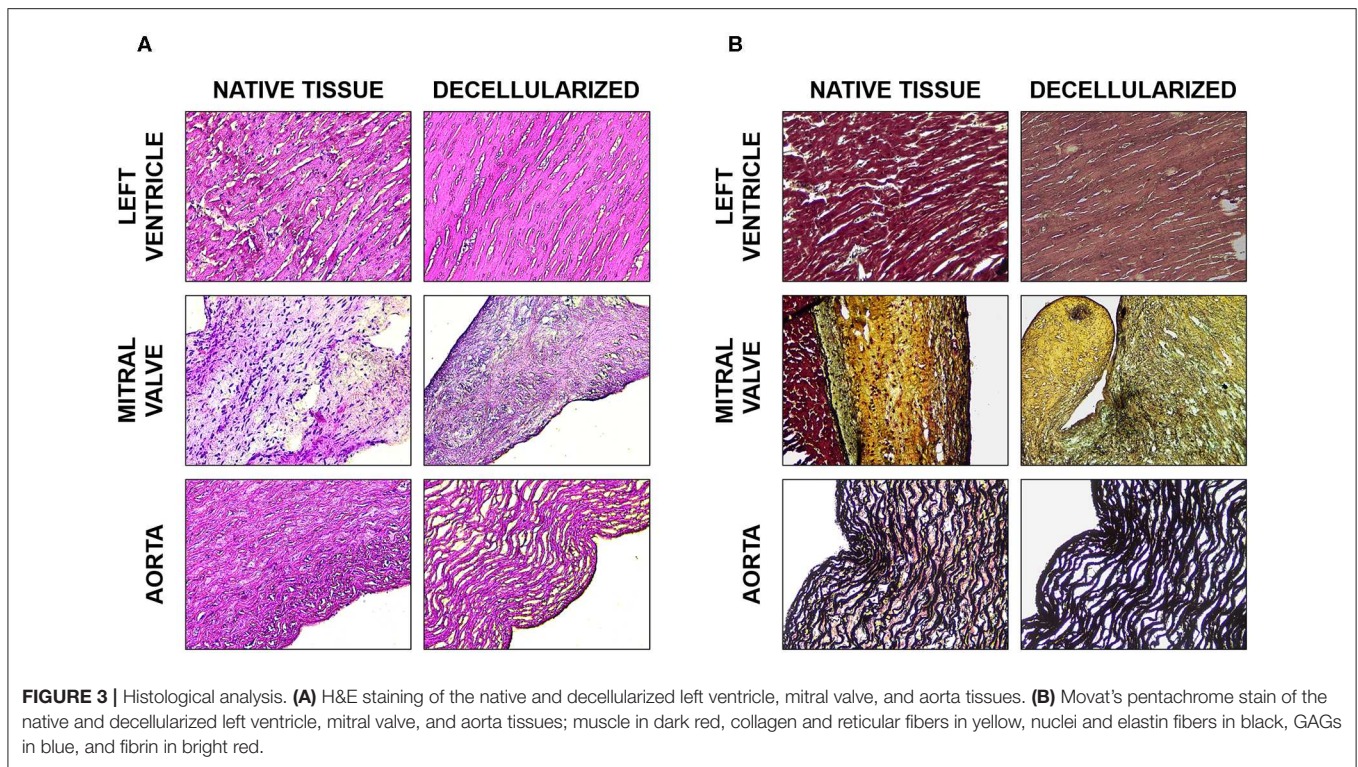 A
B
NATIVE TISSUE DECELLULARIZED
NATIVE TISSUE DECELLULARIZED
LEFT
VENTRICLE
LEFT
VENTRICLE
MITRAL
VALVE
MITRAL
VALVE
AORTA
AORTA
FIGURE 3 | Histological analysis. (A) H&E staining of the native and decellularized left ventricle, mitral valve, and aorta tissues. (B) Movat's pentachrome stain of the
native and decellularized left ventricle, mitral valve, and aorta tissues; muscle in dark red, collagen and reticular fibers in yellow, nuclei and elastin fibers in black, GAGs
in blue, and fibrin in bright red.